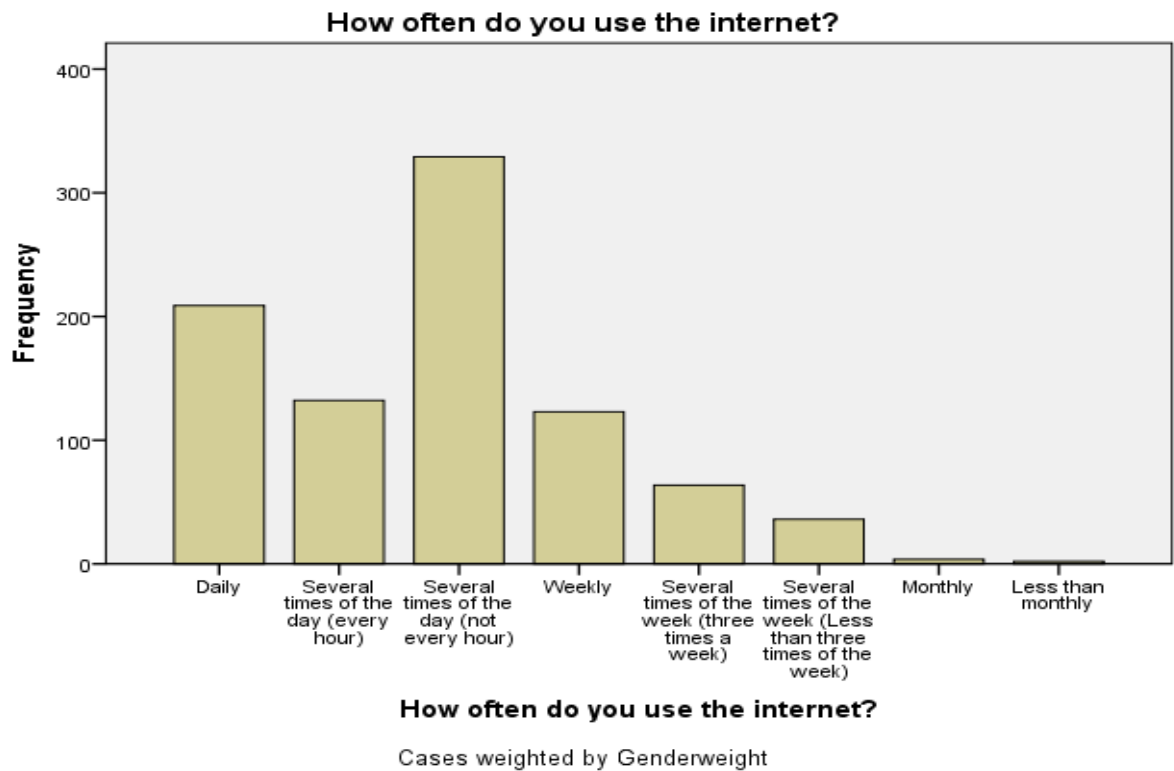 How often do you use the internet?
400
300
200
100
0
Frequency
Daily
Several
times of the
day (every
hour)
Several
times of the
day (not
every hour)
Weekly
Several
times of the
week (three
times a
week)
Several
times of the
week (Less
than three
times of the
week)
Monthly
Less than
monthly
How often do you use the internet?
Cases weighted by Genderweight